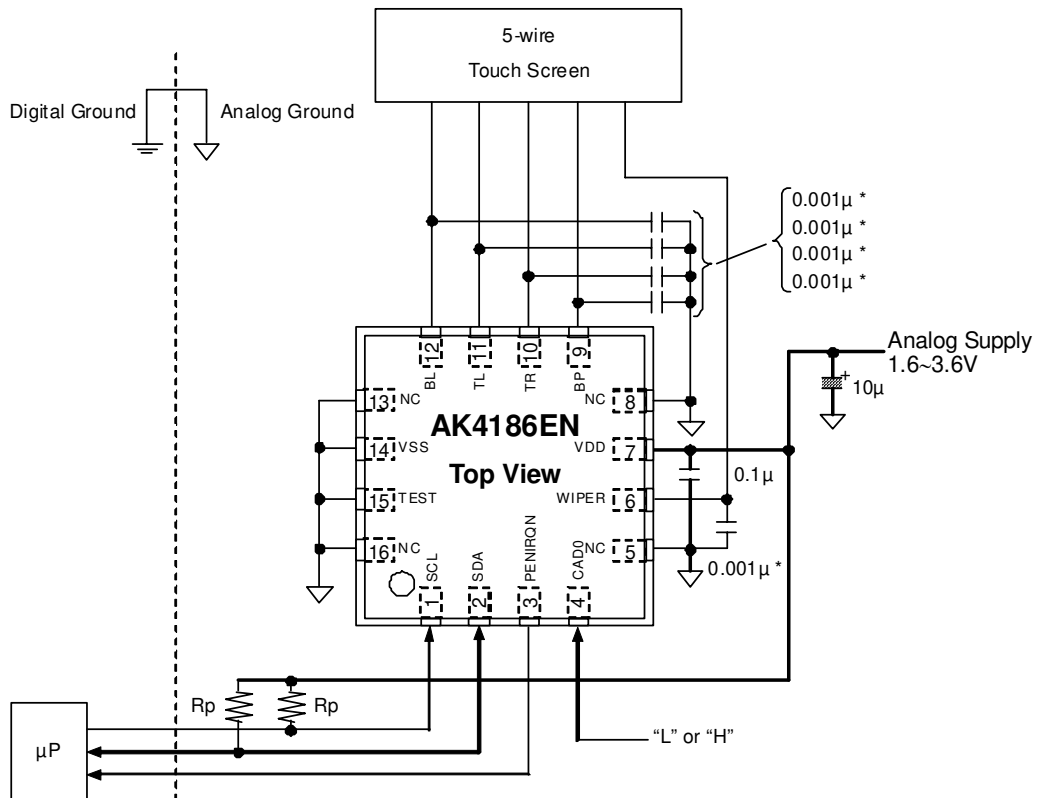 5-wire
Touch Screen
Digital Ground
Analog Ground
0.001µ *
0.001µ *
0.001µ *
0.001µ *
12
11
10
9
BL
TL
TR
BP
Analog Supply
1.6~3.6V
+
10µ
13 NC
NC 8
AK4186EN
14 VSS
VDD 7
Top View
0.1µ
15 TEST
WIPER 6
16 NC
NC 5
0.001µ *
SCL
SDA
PENIRQN
CAD0
1
2
3
4
Rp
Rp
µP
“L” or “H”